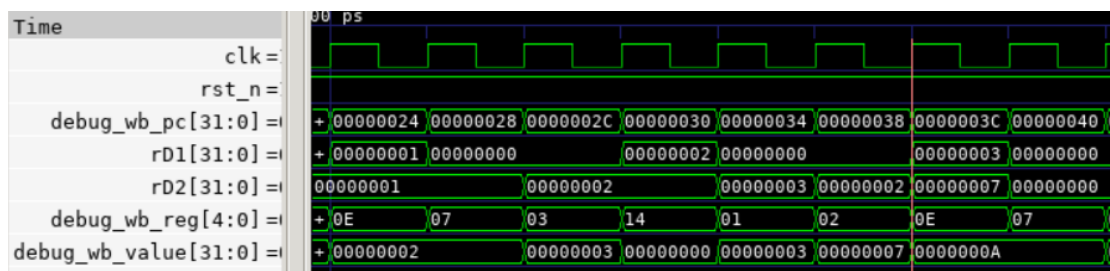 00 ps
Time
clk =
rst_n =
debug_wb_pc[31:0] = + 00000024 00000028 0000002C 00000030 00000034 00000038 0000003C 00000040
rD1[31:0] = + 00000001 00000000 00000002 00000000 00000003 00000000
rD2[31:0] = 00000001 00000002 00000003 00000002 00000007 00000000
debug_wb_reg[4:0] = + 0E 07 03 14 01 02 0E 07
debug_wb_value[31:0] = + 00000002 00000003 00000000 00000003 00000007 0000000A